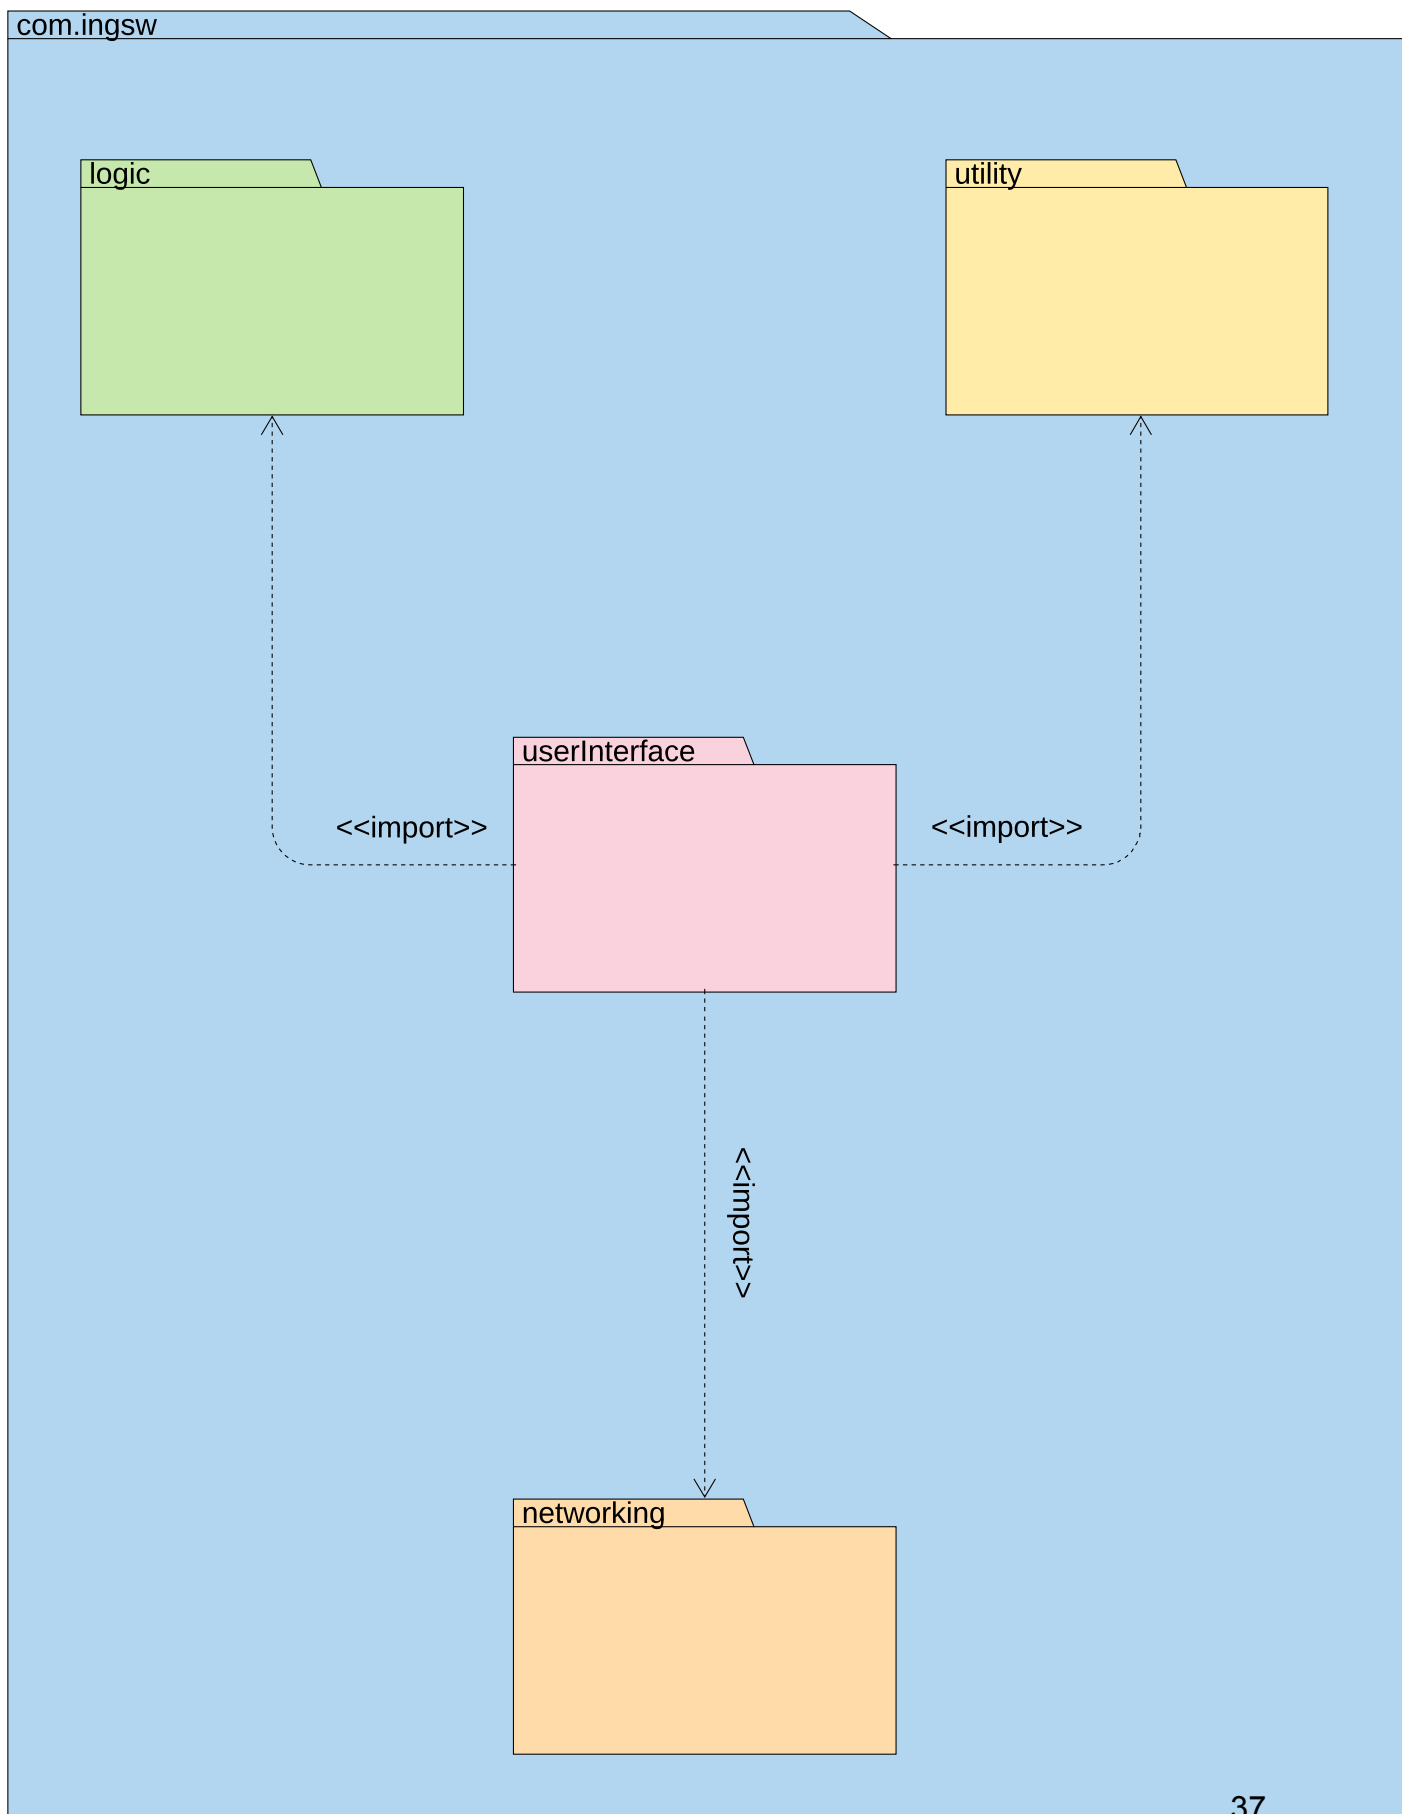 com.ingsw
logic
utility
userInterface
<<import>>
<<import>>
<<import>>
networking
37